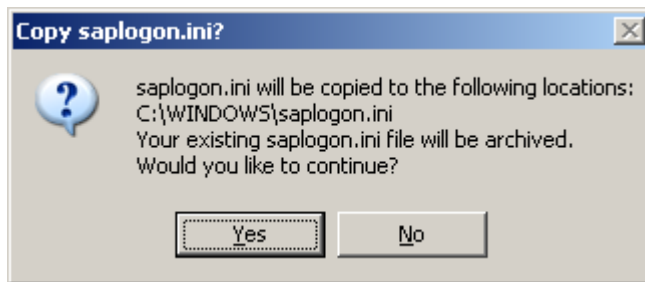 Copy saplogon.ini?
saplogon.ini will be copied to the following locations:
C:\WINDOWS\saplogon.ini
Your existing saplogon.ini file will be archived.
Would you like to continue?
Yes
No